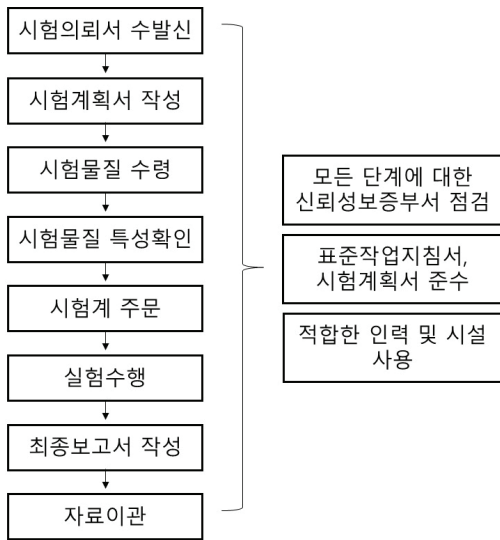 시험의뢰서 수발신
시험계획서 작성
시험물질 수령
시험물질 특성확인
시험계 주문
실험수행
최종보고서 작성
자료이관
모든 단계에 대한
신뢰성보증부서 점검
표준작업지침서,
시험계획서 준수
적합한 인력 및 시설
사용